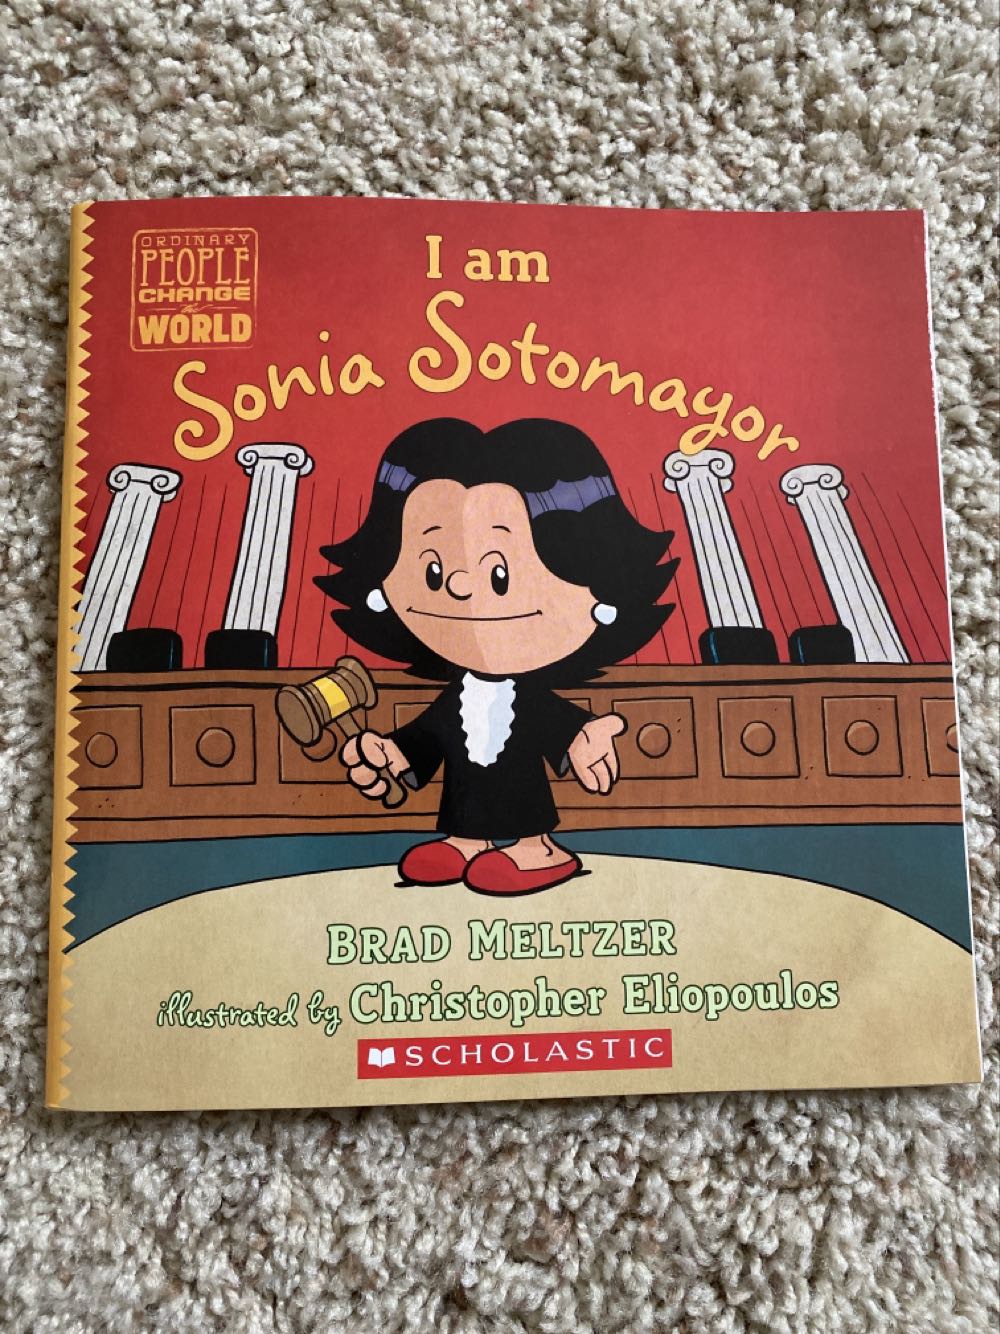 ORDINARY
PEOPLE
CHANGE
the
WORLD
I am
Sonia Sotomayor
BRAD MELTZER
illustrated by Christopher Eliopoulos
SCHOLASTIC